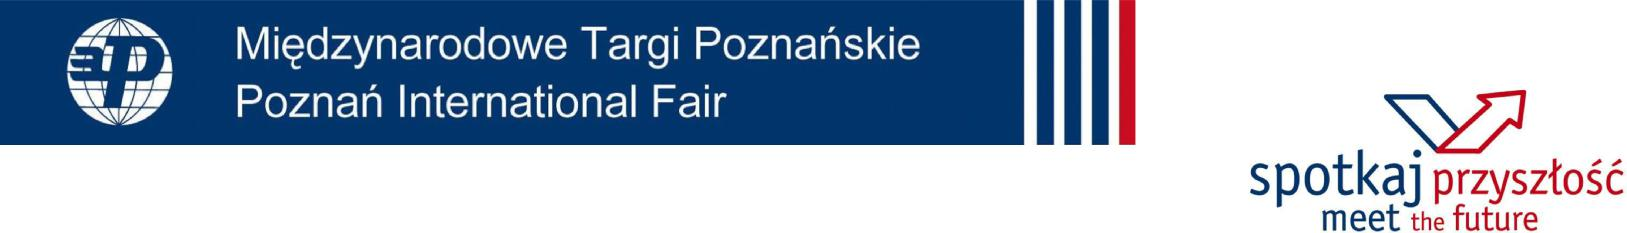 Międzynarodowe Targi Poznańskie
Poznań International Fair
spotkaj przyszłość
meet the future